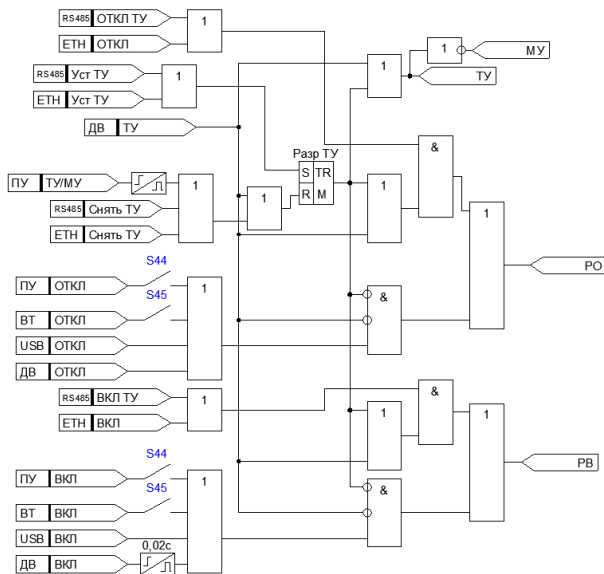 RS485 ОТКЛ ТУ
1
ETH ОТКЛ
1
МУ
RS485 Уст ТУ
1
1
ТУ
ETH Уст ТУ
ДВ ТУ
&
Разр ТУ
S TR
ПУ ТУ/МУ
1
1
R M
1
1
RS485 Снять ТУ
ETH Снять ТУ
РО
S44
ПУ ОТКЛ
1
S45
&
ВТ ОТКЛ
USB ОТКЛ
ДВ ОТКЛ
RS485 ВКЛ ТУ
1
&
ETH ВКЛ
1
1
S44
РВ
ПУ ВКЛ
1
S45
&
ВТ ВКЛ
USB ВКЛ
0,02с
ДВ ВКЛ